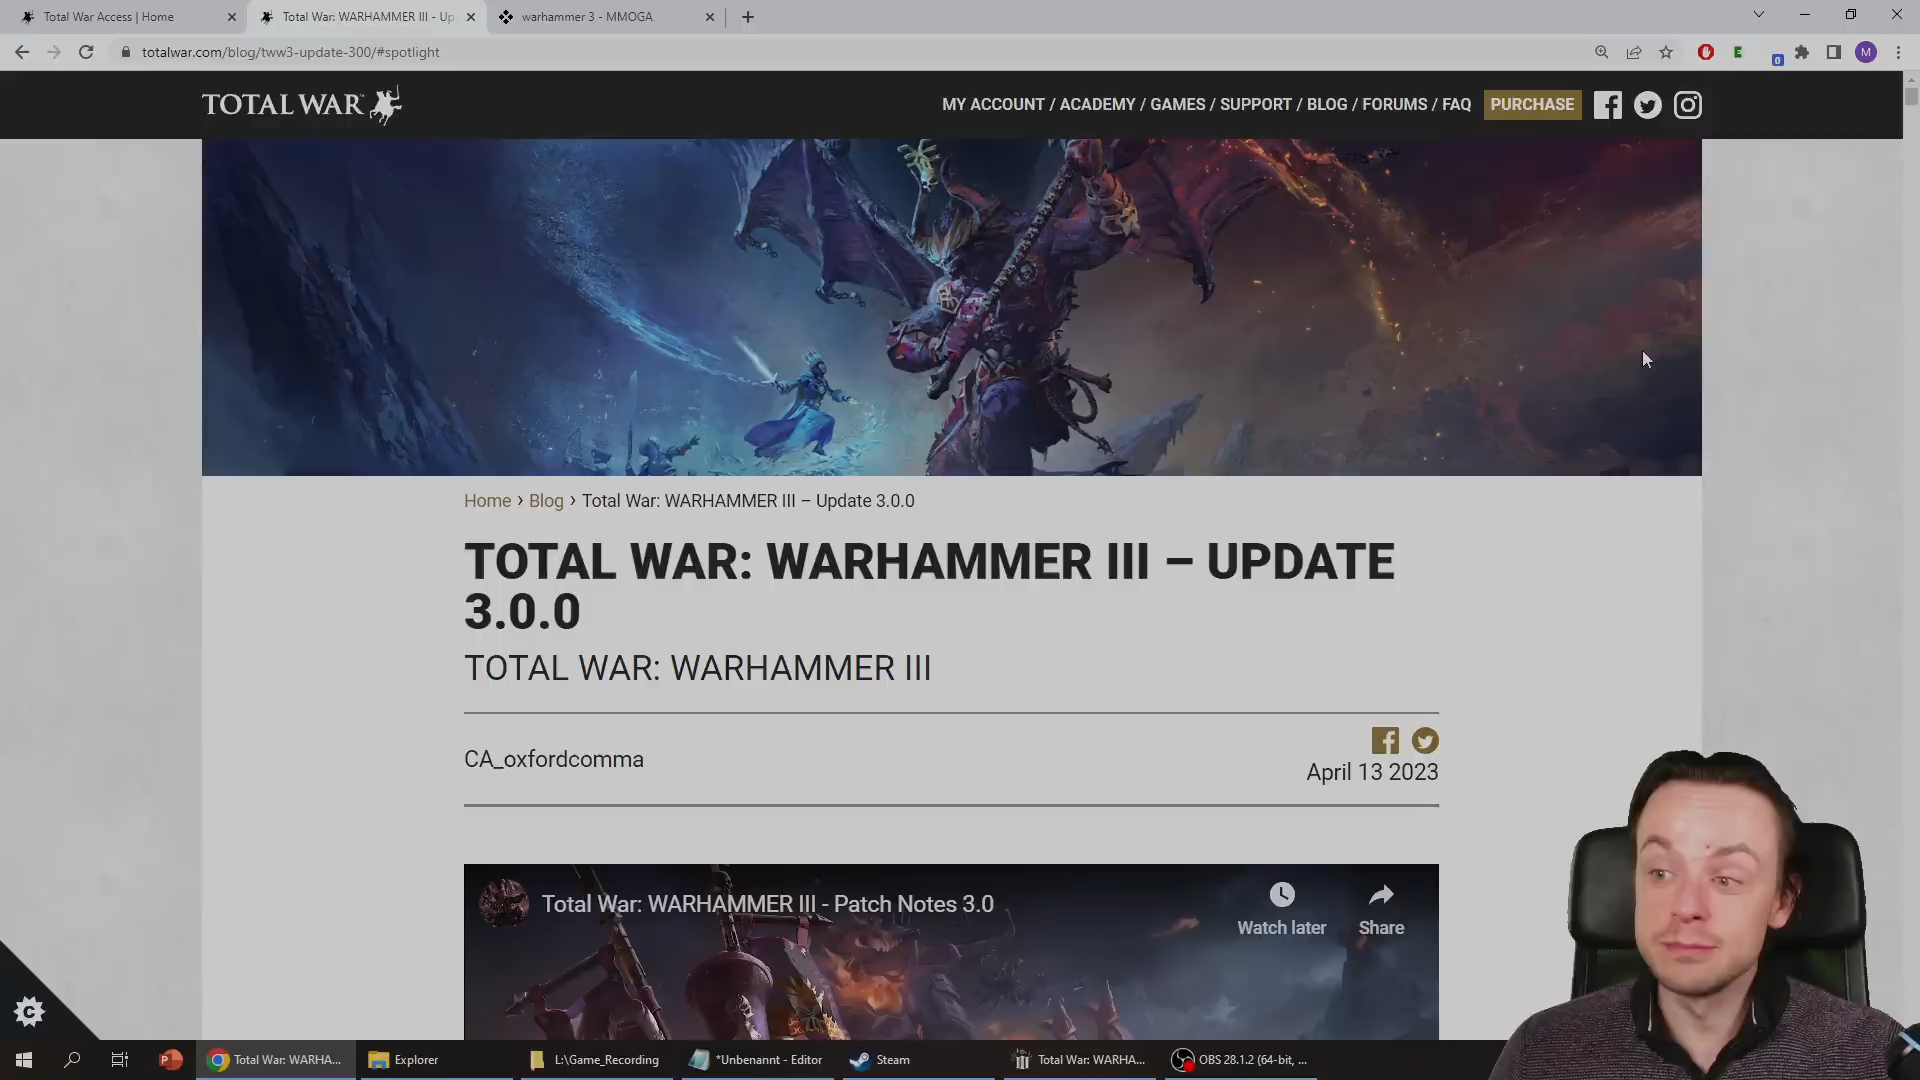 Total War Access | Home
Total War: WARHAMMER III - Up
warhammer 3 - MMOGA
totalwar.com/blog/tww3-update-300/#spotlight
M
0
TOTAL WAR
MY ACCOUNT / ACADEMY / GAMES / SUPPORT / BLOG / FORUMS / FAQ
PURCHASE
Home › Blog › Total War: WARHAMMER III – Update 3.0.0
TOTAL WAR: WARHAMMER III – UPDATE
3.0.0
TOTAL WAR: WARHAMMER III
CA_oxfordcomma
April 13 2023
Total War: WARHAMMER III - Patch Notes 3.0
Watch later
Share
C
Total War: WARHA...
Explorer
L:\Game_Recording
*Unbenannt - Editor
Steam
Total War: WARHA...
OBS 28.1.2 (64-bit, ...